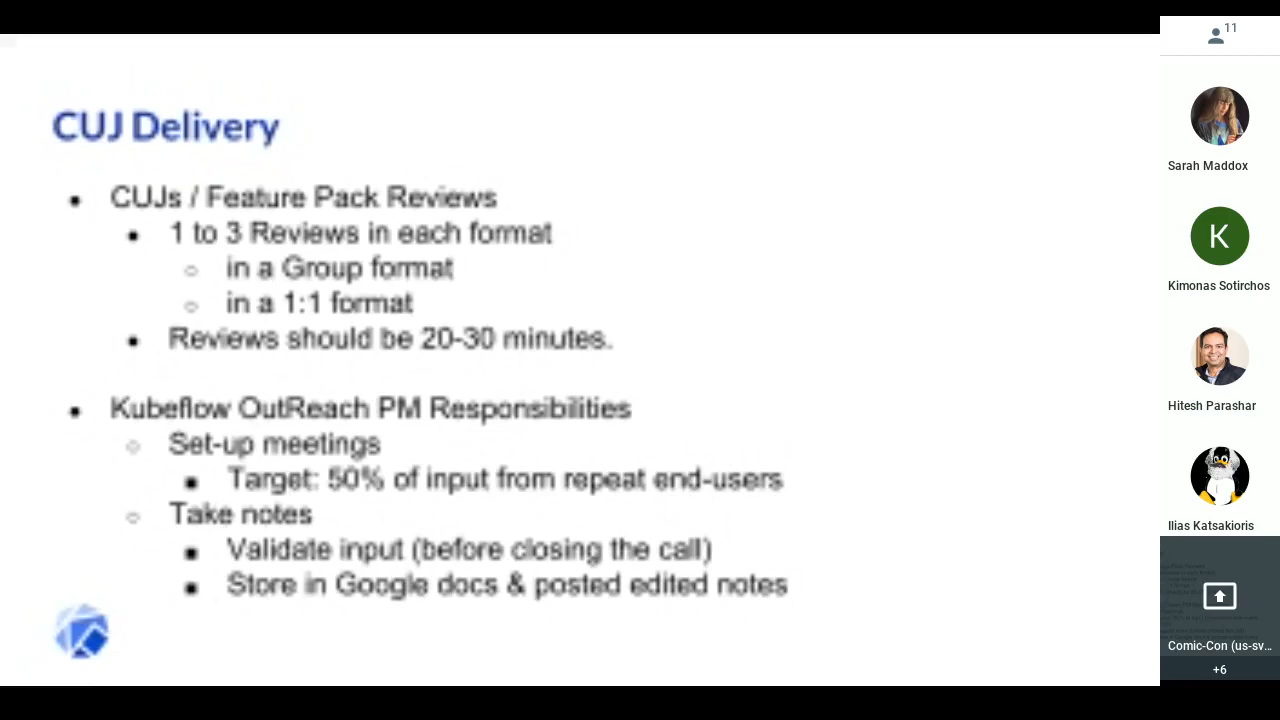 CUJ Delivery
CUJs / Feature Pack Reviews
1 to 3 Reviews in each format
in a Group format
in a 1:1 format
Reviews should be 20-30 minutes.
Kubeflow OutReach PM Responsibilities
Set-up meetings
Target: 50% of input from repeat end-users
Take notes
Validate input (before closing the call)
Store in Google docs & posted edited notes
11
Sarah Maddox
K
Kimonas Sotirchos
Hitesh Parashar
Ilias Katsakioris
Comic-Con (us-sv...
+6